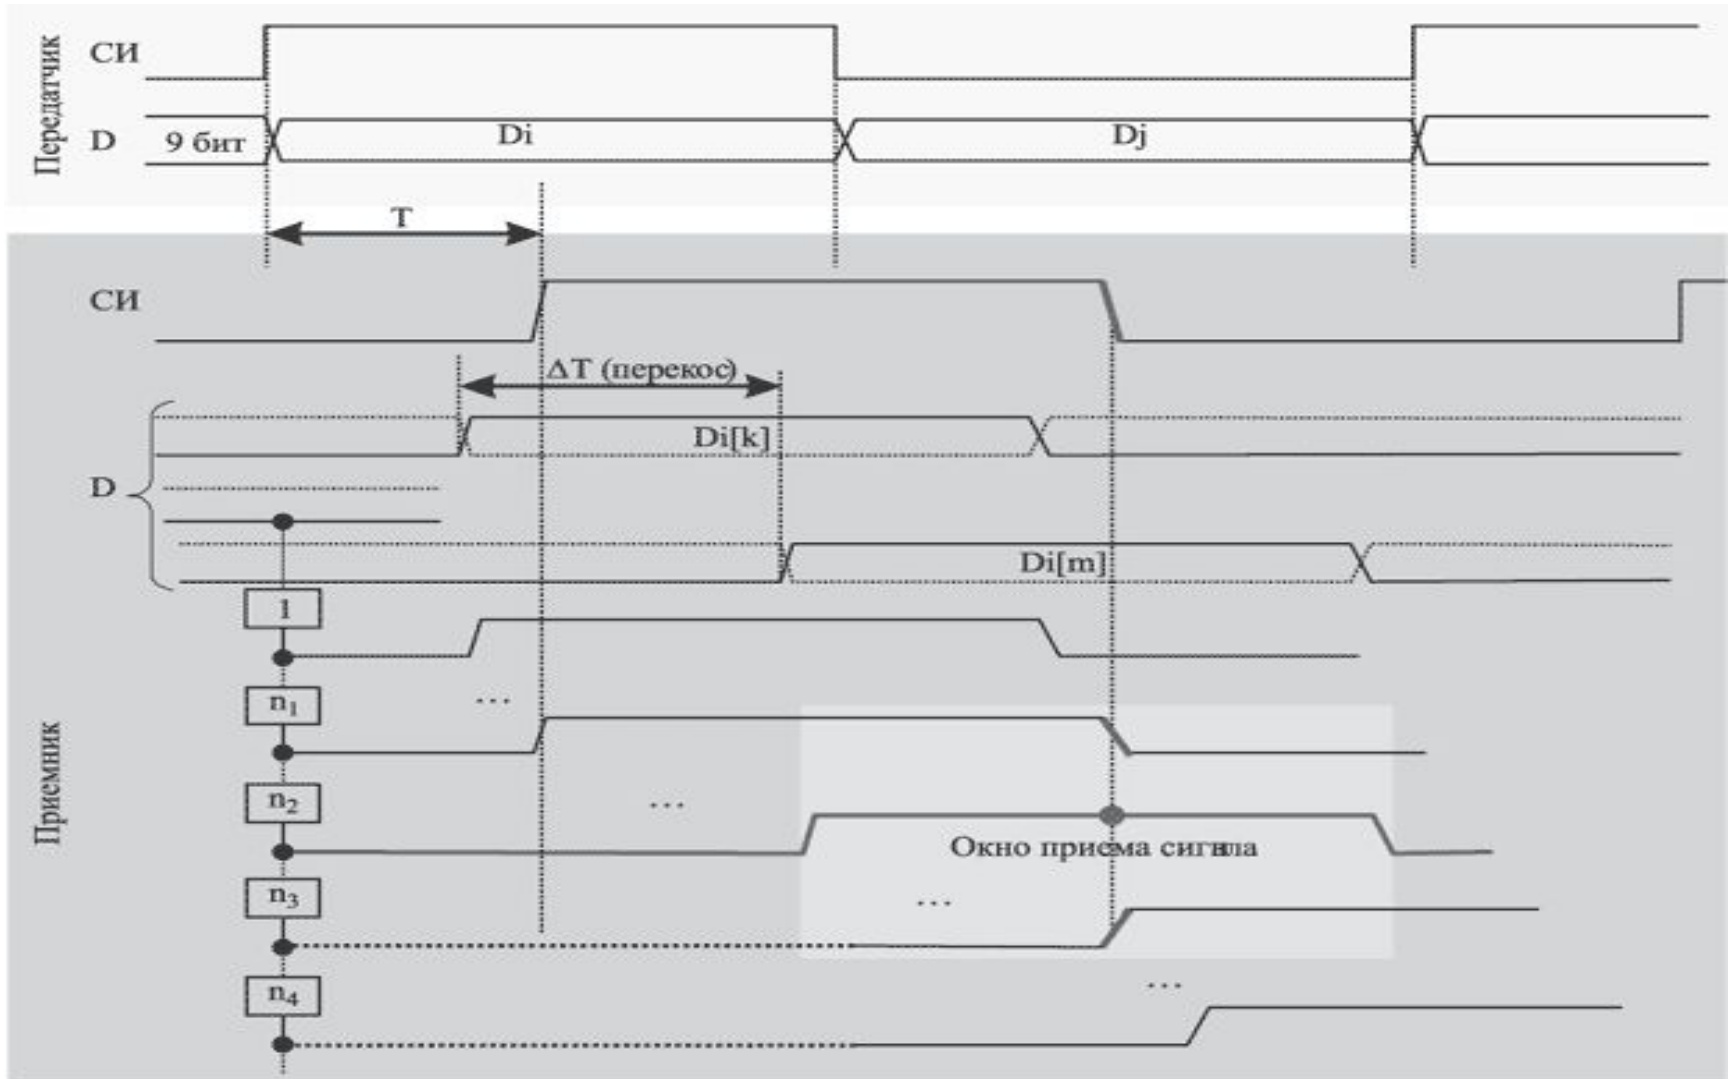 Передатчик
СИ
D
9 бит
Di
Dj
T
СИ
ΔT (перекос)
Di[k]
D
Di[m]
1
...
n1
Приемник
n2
...
Окно приема сигнла
n3
...
n4
...